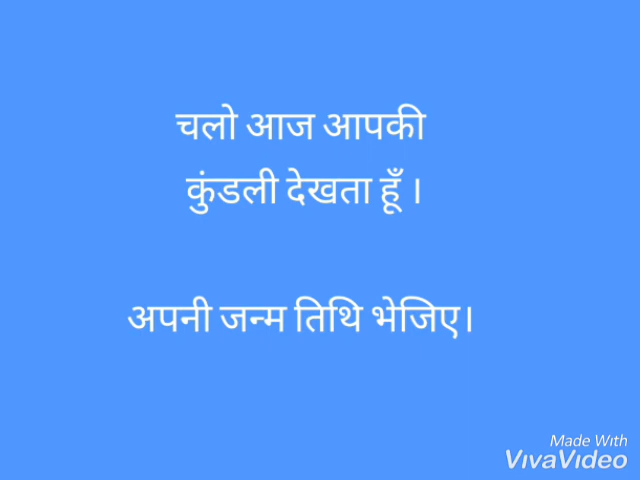 चलो आज आपकी
कुंडली देखता हूँ ।
अपनी जन्म तिथि भेजिए।
Made With
VivaVideo